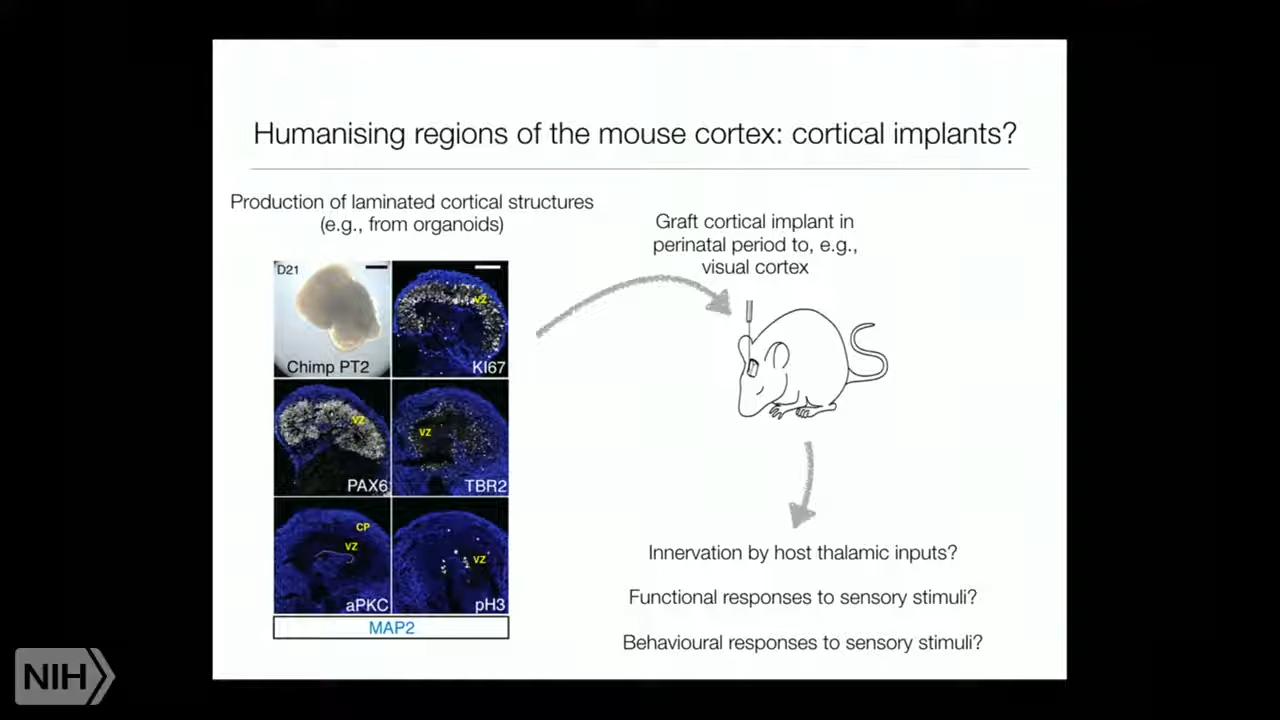 Humanising regions of the mouse cortex: cortical implants?
Production of laminated cortical structures
(e.g., from organoids)
D21
Chimp PT2
VZ
KI67
VZ
PAX6
VZ
TBR2
CP
VZ
aPKC
VZ
pH3
MAP2
Graft cortical implant in
perinatal period to, e.g.,
visual cortex
Innervation by host thalamic inputs?
Functional responses to sensory stimuli?
Behavioural responses to sensory stimuli?
NIH